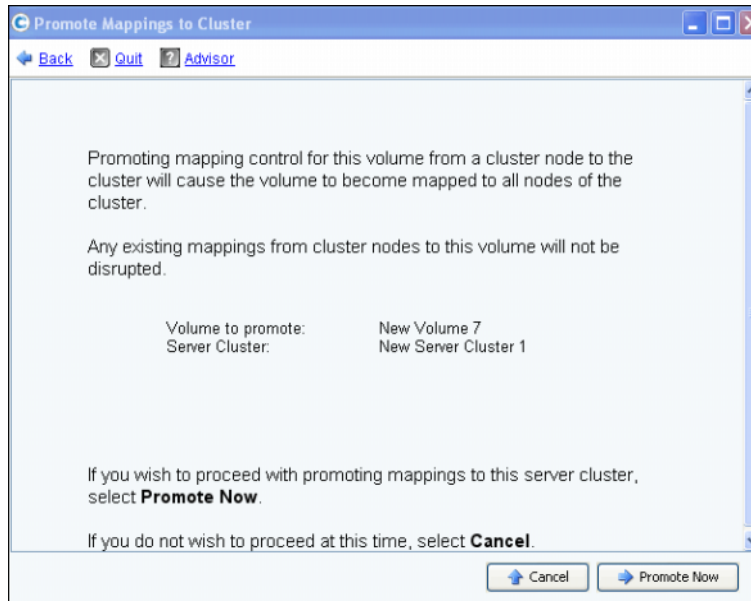 Promote Mappings to Cluster
Back Quit Advisor
Promoting mapping control for this volume from a cluster node to the
cluster will cause the volume to become mapped to all nodes of the
cluster.
Any existing mappings from cluster nodes to this volume will not be
disrupted.
Volume to promote: New Volume 7
Server Cluster: New Server Cluster 1
If you wish to proceed with promoting mappings to this server cluster,
select Promote Now.
If you do not wish to proceed at this time, select Cancel.
Cancel Promote Now